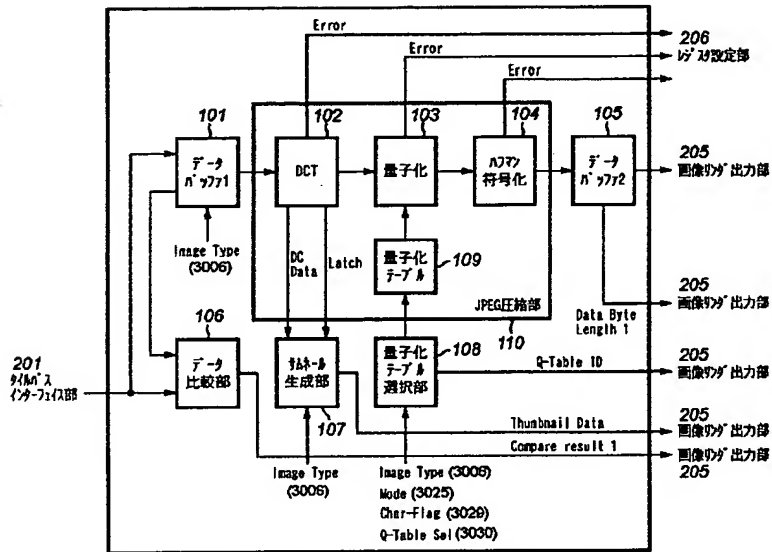 Error
206
ﾚｼﾞｽﾀ設定部
Error
Error
101
102
103
104
105
データ
ﾊﾞｯﾌｧ1
DCT
量子化
ﾊﾌﾏﾝ
符号化
データ
ﾊﾞｯﾌｧ2
205
画像ﾘﾝｸﾞ出力部
Image Type
(3006)
DC
Data
Latch
量子化
ﾃｰﾌﾞﾙ
109
JPEG圧縮部
110
Data Byte
Length 1
205
画像ﾘﾝｸﾞ出力部
106
201
ﾀｲﾙﾊﾞｽ
ｲﾝﾀｰﾌｪｲｽ部
データ
比較部
ｻﾑﾈｰﾙ
生成部
107
量子化
ﾃｰﾌﾞﾙ
選択部
108
Q-Table ID
205
画像ﾘﾝｸﾞ出力部
Thumbnail Data
205
画像ﾘﾝｸﾞ出力部
Compare result 1
画像ﾘﾝｸﾞ出力部
205
Image Type
(3006)
Image Type (3006)
Mode (3025)
Char-Flag (3029)
Q-Table Sel (3030)